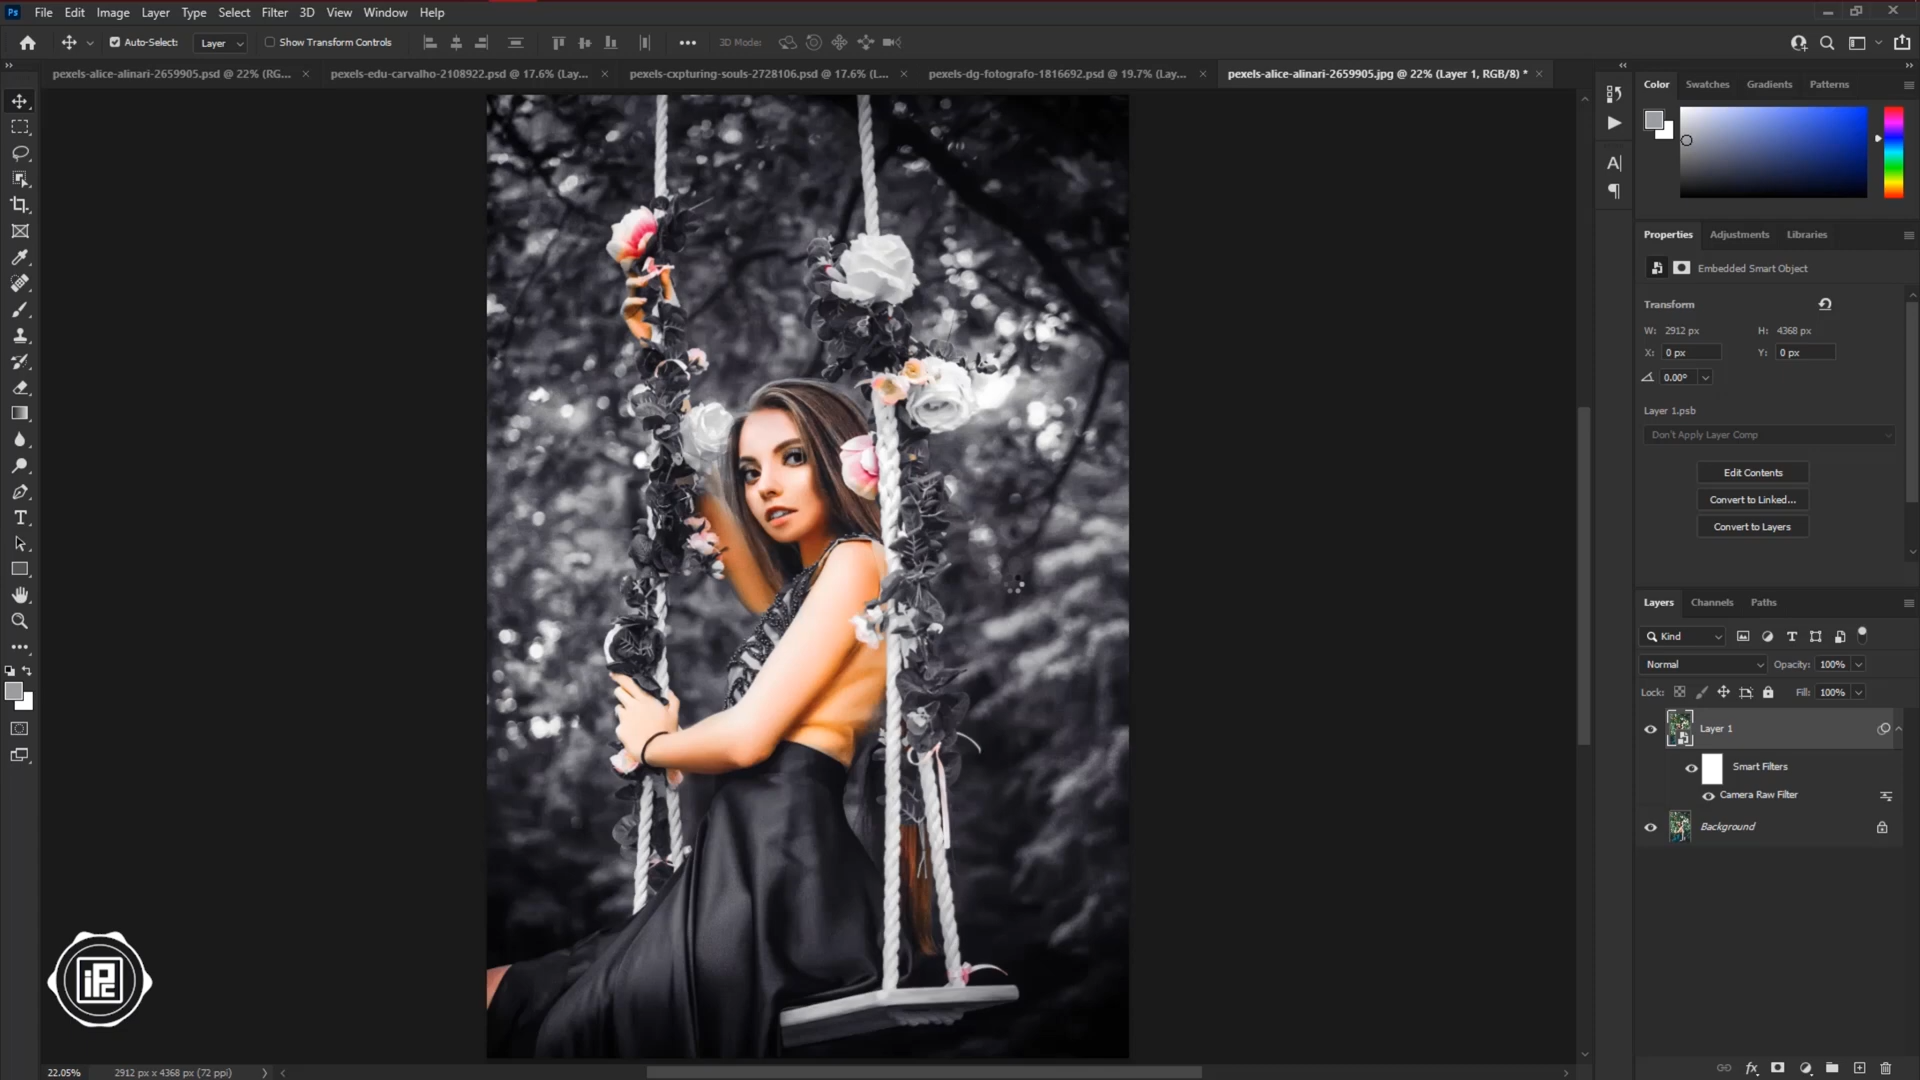 Ps File Edit Image Layer Type Select Filter 3D View Window Help
Auto-Select: Layer Show Transform Controls 3D Mode:
pexels-alice-alinari-2659905.psd @ 22% (RG... pexels-edu-carvalho-2108922.psd @ 17.6% (Lay... pexels-cxpturing-souls-2728106.psd @ 17.6% (L... pexels-dg-fotografo-1816692.psd @ 19.7% (Lay... pexels-alice-alinari-2659905.jpg @ 22% (Layer 1, RGB/8) *
Color Swatches Gradients Patterns
Properties Adjustments Libraries
Embedded Smart Object
Transform
W: 2912 px H: 4368 px
X: 0 px Y: 0 px
0.00°
Layer 1.psb
Don't Apply Layer Comp
Edit Contents
Convert to Linked...
Convert to Layers
Layers Channels Paths
Kind
Normal Opacity: 100%
Lock: Fill: 100%
Layer 1
Smart Filters
Camera Raw Filter
Background
22.05% 2912 px x 4368 px (72 ppi)